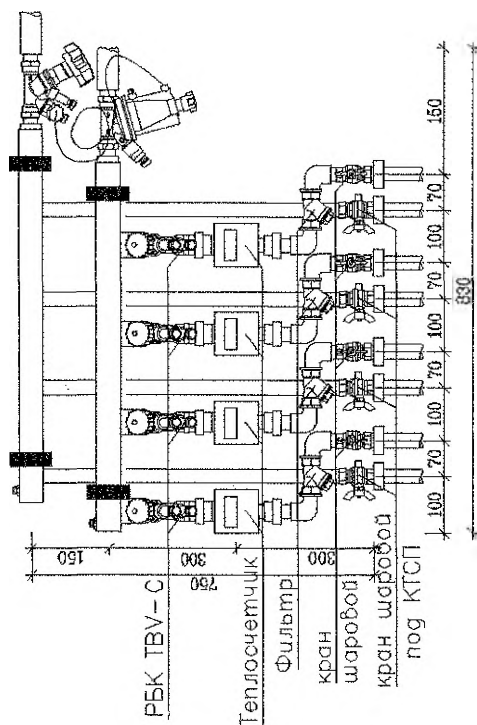 РБК TBV-C
Теплосчетчик
Фильтр
кран
шаровой
кран шаровой
под КТСП
150
300
300
750
100
70
100
70
100
70
100
70
150
830